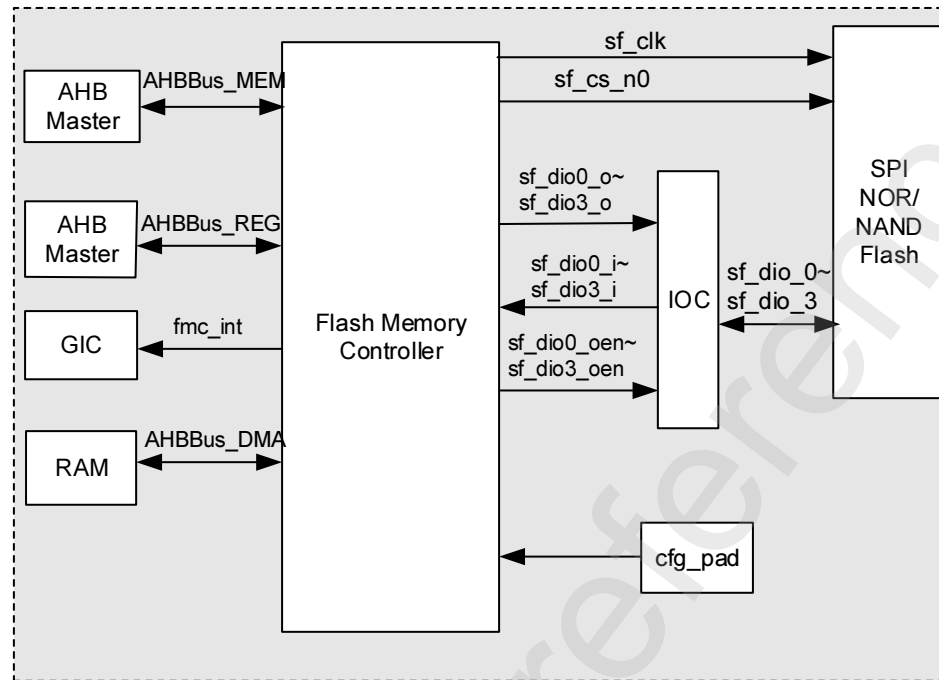 sf_clk
AHBBus_MEM
AHB
Master
sf_cs_n0
SPI
NOR/
NAND
Flash
sf_dio0_o~
sf_dio3_o
AHB
Master
AHBBus_REG
sf_dio0_i~
sf_dio3_i
IOC
sf_dio_0~
sf_dio_3
GIC
fmc_int
Flash Memory
Controller
sf_dio0_oen~
sf_dio3_oen
RAM
AHBBus_DMA
cfg_pad